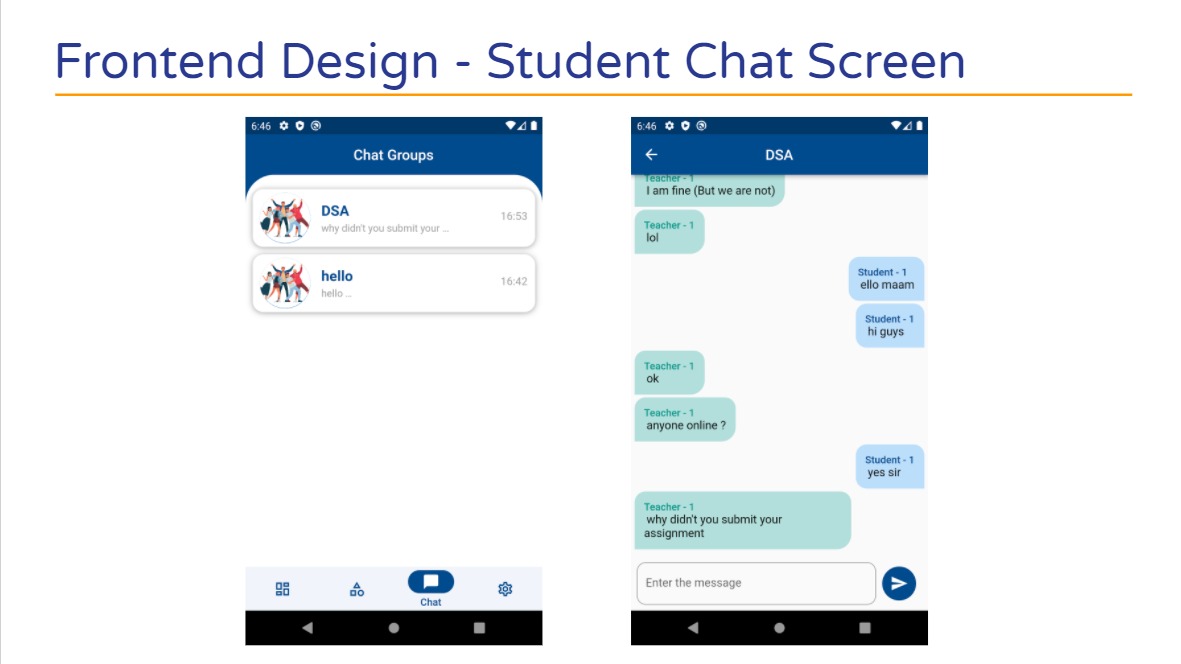 Frontend Design - Student Chat Screen
6:46
Chat Groups
DSA
why didn't you submit your ...
16:53
hello
hello ...
16:42
Chat
6:46
DSA
Teacher - 1
I am fine (But we are not)
Teacher - 1
lol
Student - 1
ello maam
Student - 1
hi guys
Teacher - 1
ok
Teacher - 1
anyone online ?
Student - 1
yes sir
Teacher - 1
why didn't you submit your
assignment
Enter the message